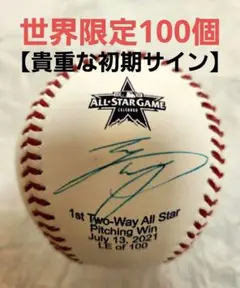 世界限定100個
【貴重な初期サイン】
ALL-STAR GAME
COLORADO
1st Two-Way All Star
Pitching Win
July 13, 2021
LE of 100